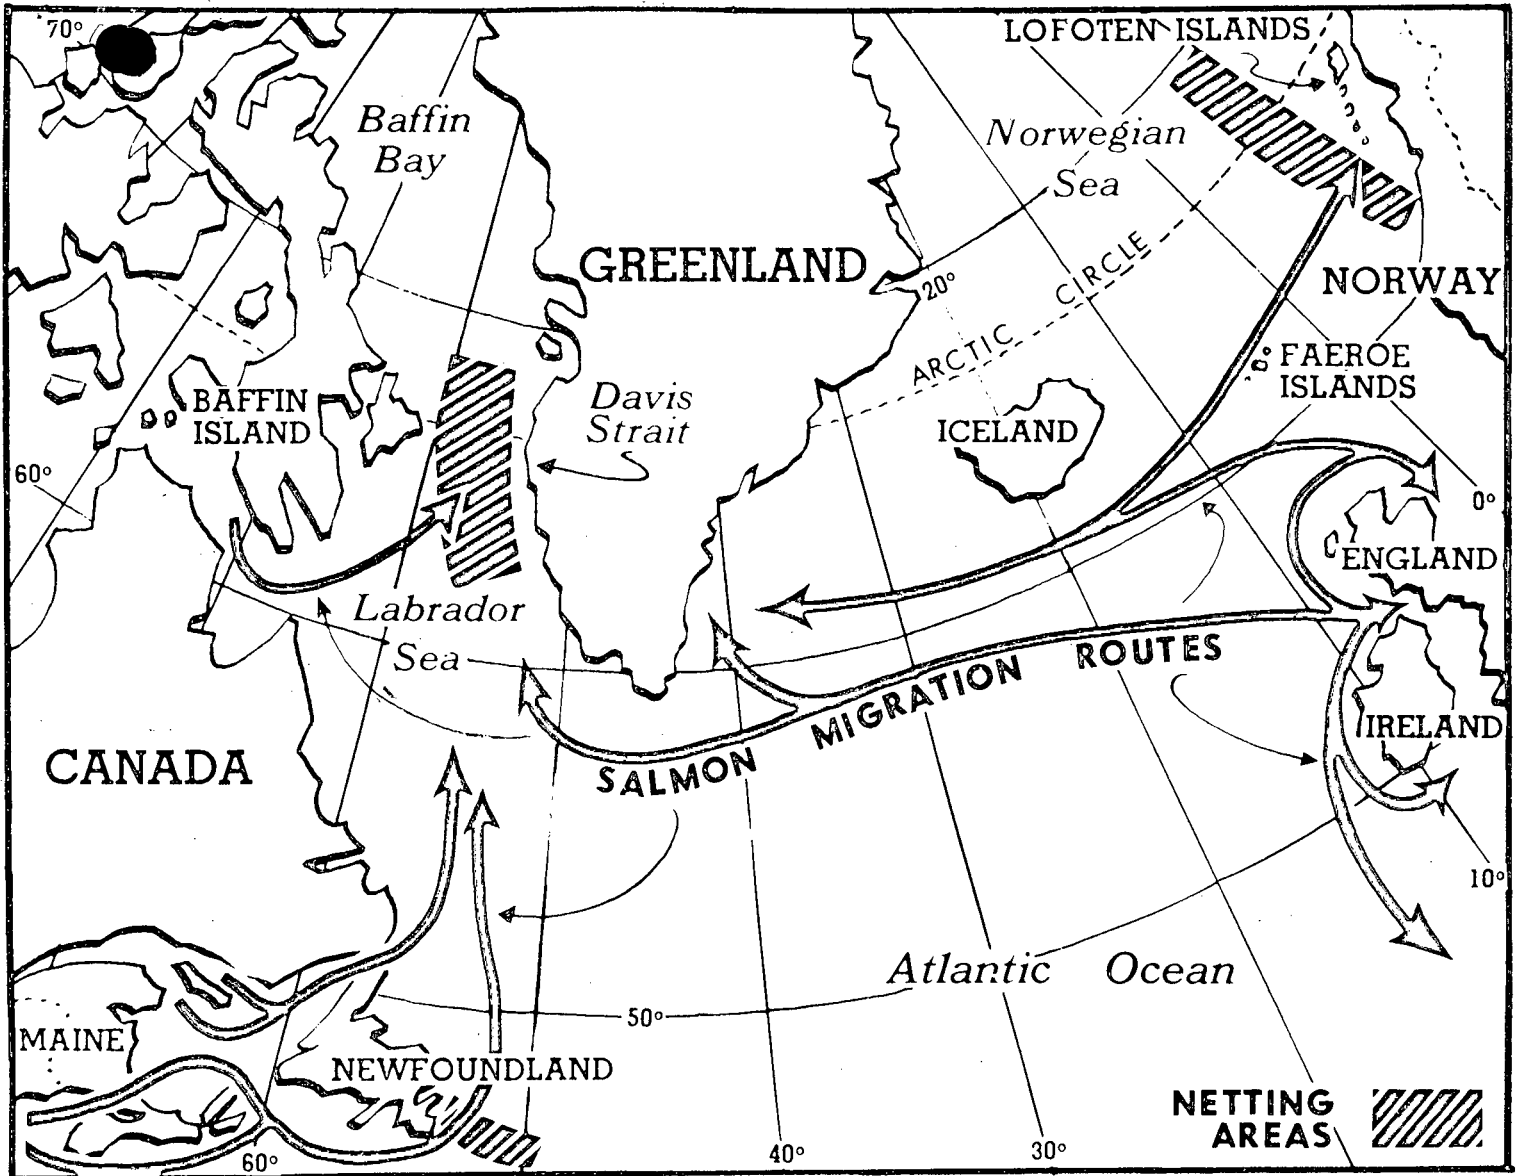 70°
LOFOTEN ISLANDS
Baffin
Bay
Norwegian
Sea
GREENLAND
20°
ARCTIC CIRCLE
NORWAY
FAEROE
ISLANDS
BAFFIN
ISLAND
Davis
Strait
ICELAND
60°
0°
ENGLAND
Labrador
Sea
SALMON MIGRATION ROUTES
IRELAND
CANADA
10°
Atlantic Ocean
50°
MAINE
NEWFOUNDLAND
NETTING
AREAS
60°
40°
30°